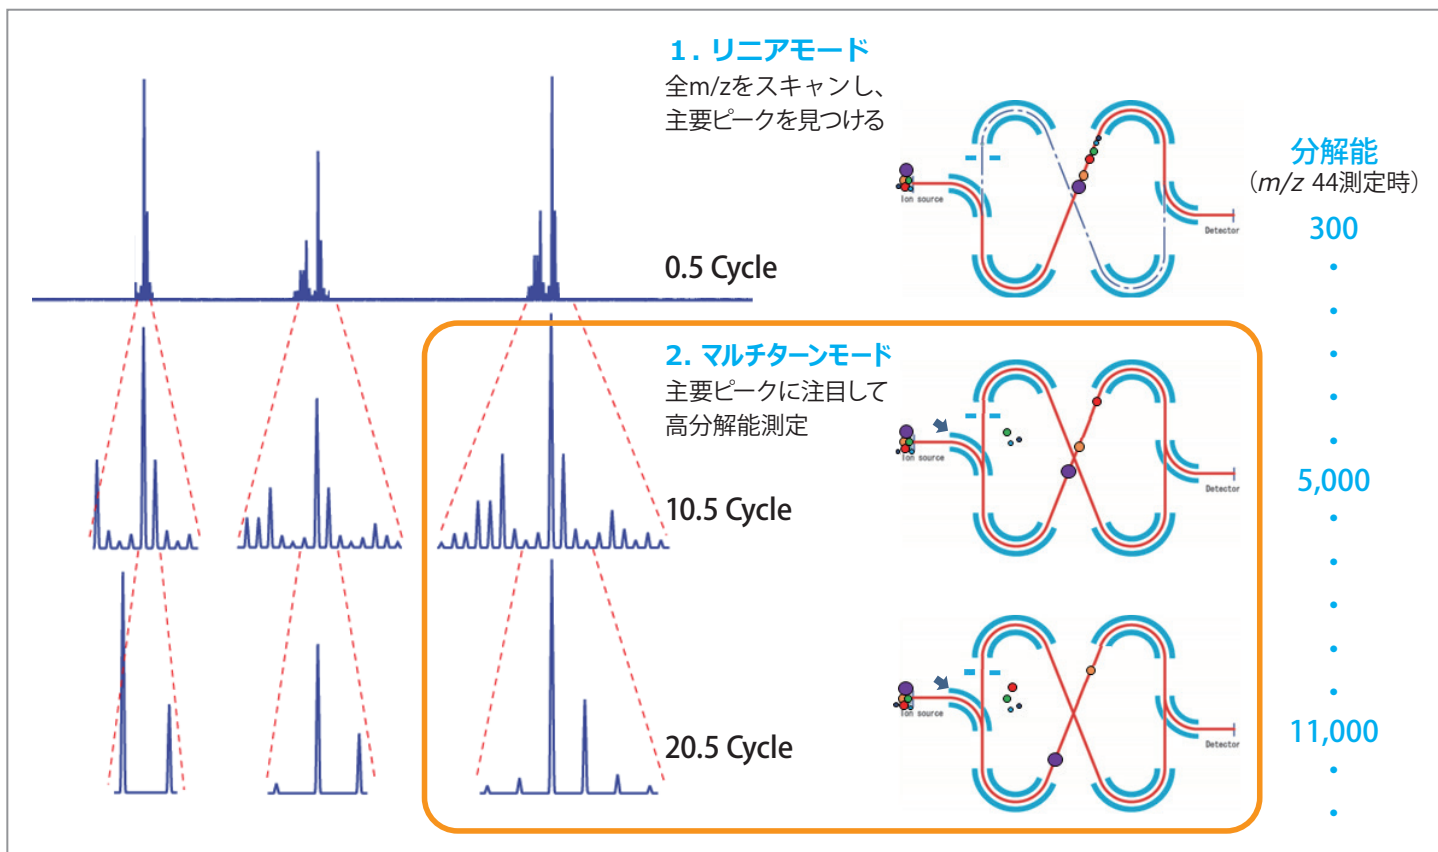 1. リニアモード
全m/zをスキャンし、
主要ピークを見つける
0.5 Cycle
Ion source
Detector
分解能
(m/z 44測定時)
300
2. マルチターンモード
主要ピークに注目して
高分解能測定
10.5 Cycle
Ion source
Detector
5,000
20.5 Cycle
Ion source
Detector
11,000